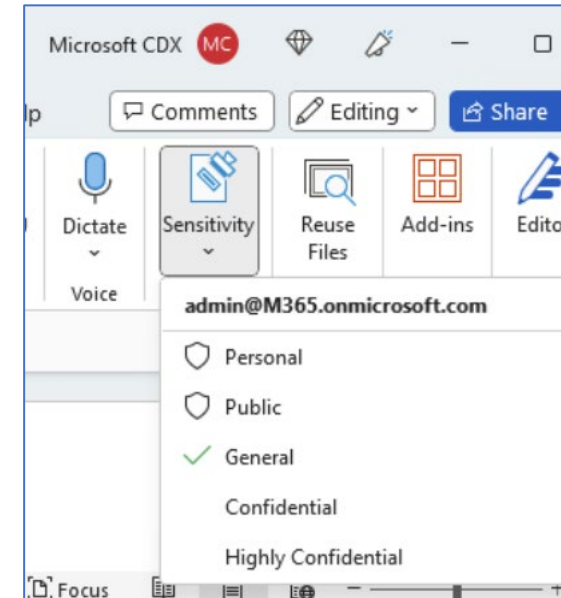 Microsoft CDX MC
lp Comments Editing Share
Dictate Sensitivity Reuse Files Add-ins Edito
Voice
admin@M365.onmicrosoft.com
Personal
Public
General
Confidential
Highly Confidential
Focus